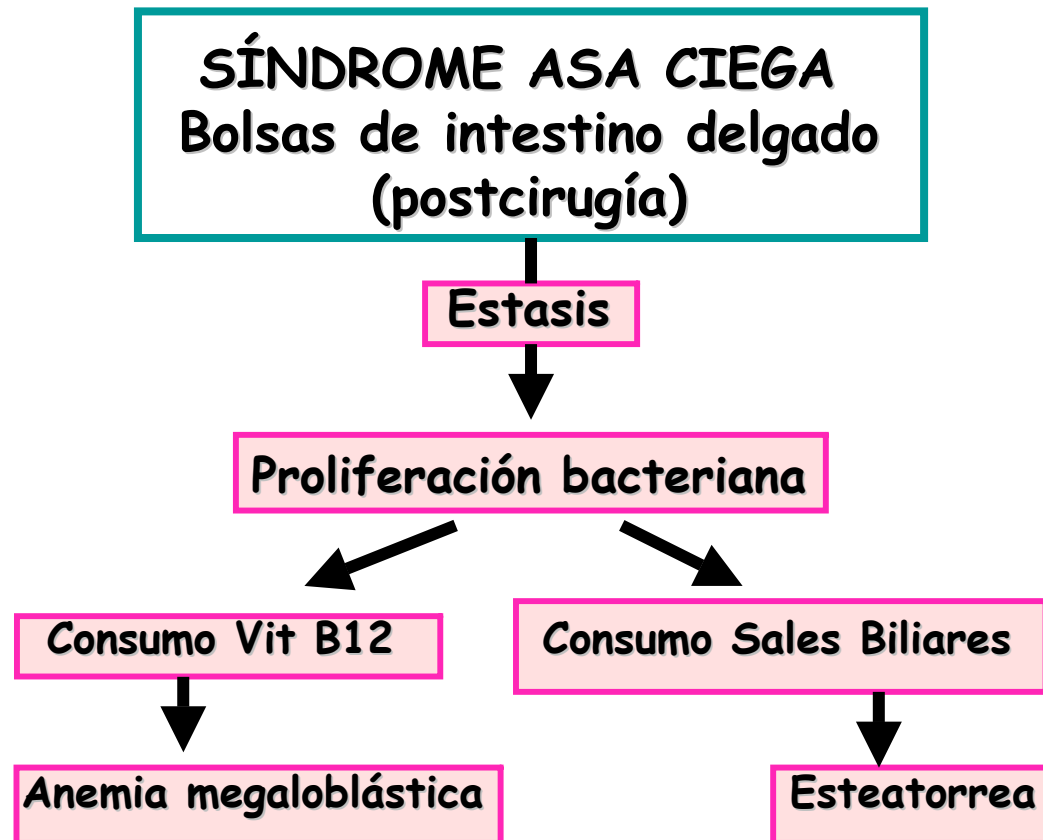 SÍNDROME ASA CIEGA
Bolsas de intestino delgado
(postcirugía)
Estasis
Proliferación bacteriana
Consumo Vit B12
Consumo Sales Biliares
Anemia megaloblástica
Esteatorrea